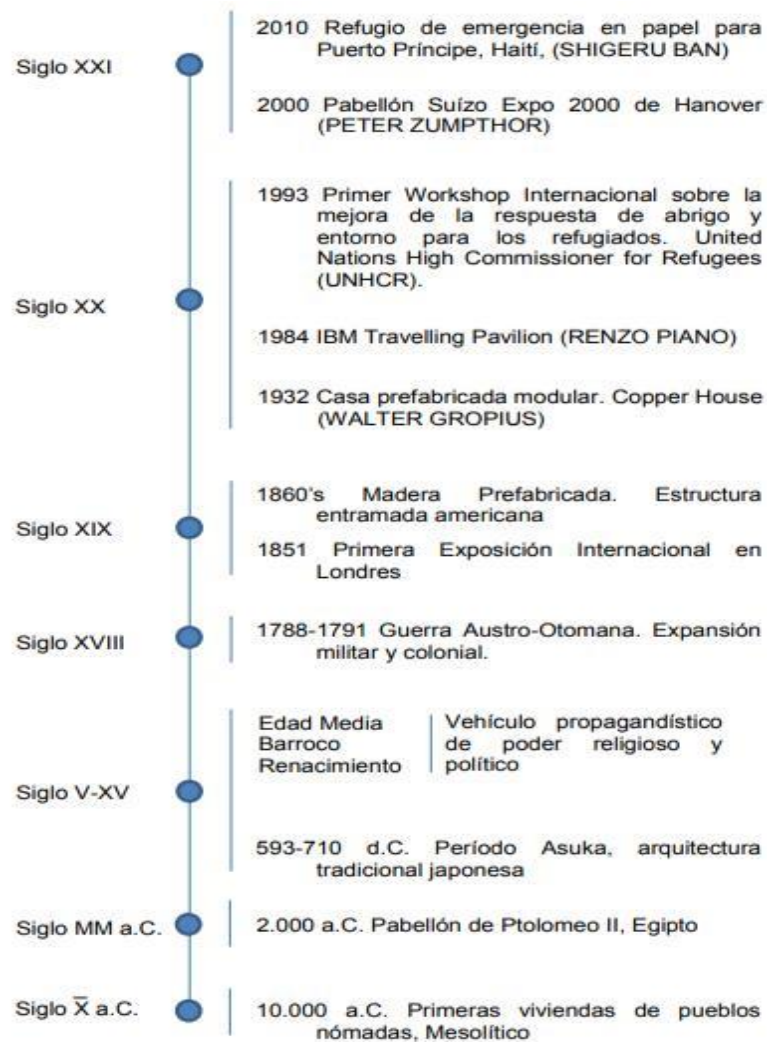 Siglo XXI
2010 Refugio de emergencia en papel para
Puerto Príncipe, Haití, (SHIGERU BAN)
2000 Pabellón Suízo Expo 2000 de Hanover
(PETER ZUMPTHOR)
Siglo XX
1993 Primer Workshop Internacional sobre la
mejora de la respuesta de abrigo y
entorno para los refugiados. United
Nations High Commissioner for Refugees
(UNHCR).
1984 IBM Travelling Pavilion (RENZO PIANO)
1932 Casa prefabricada modular. Copper House
(WALTER GROPIUS)
Siglo XIX
1860's Madera Prefabricada. Estructura
entramada americana
1851 Primera Exposición Internacional en
Londres
Siglo XVIII
1788-1791 Guerra Austro-Otomana. Expansión
militar y colonial.
Siglo V-XV
Edad Media
Barroco
Renacimiento
Vehículo propagandístico
de poder religioso y
político
593-710 d.C. Período Asuka, arquitectura
tradicional japonesa
Siglo MM a.C.
2.000 a.C. Pabellón de Ptolomeo II, Egipto
Siglo X̅ a.C.
10.000 a.C. Primeras viviendas de pueblos
nómadas, Mesolítico